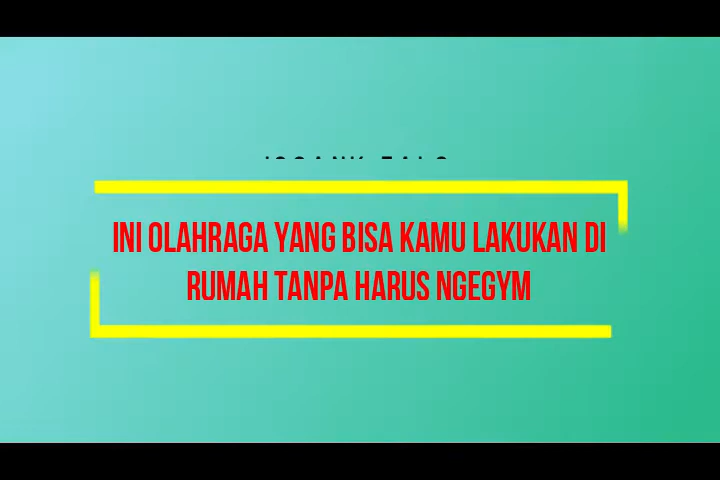 INI OLAHRAGA YANG BISA KAMU LAKUKAN DI
RUMAH TANPA HARUS NGEGYM